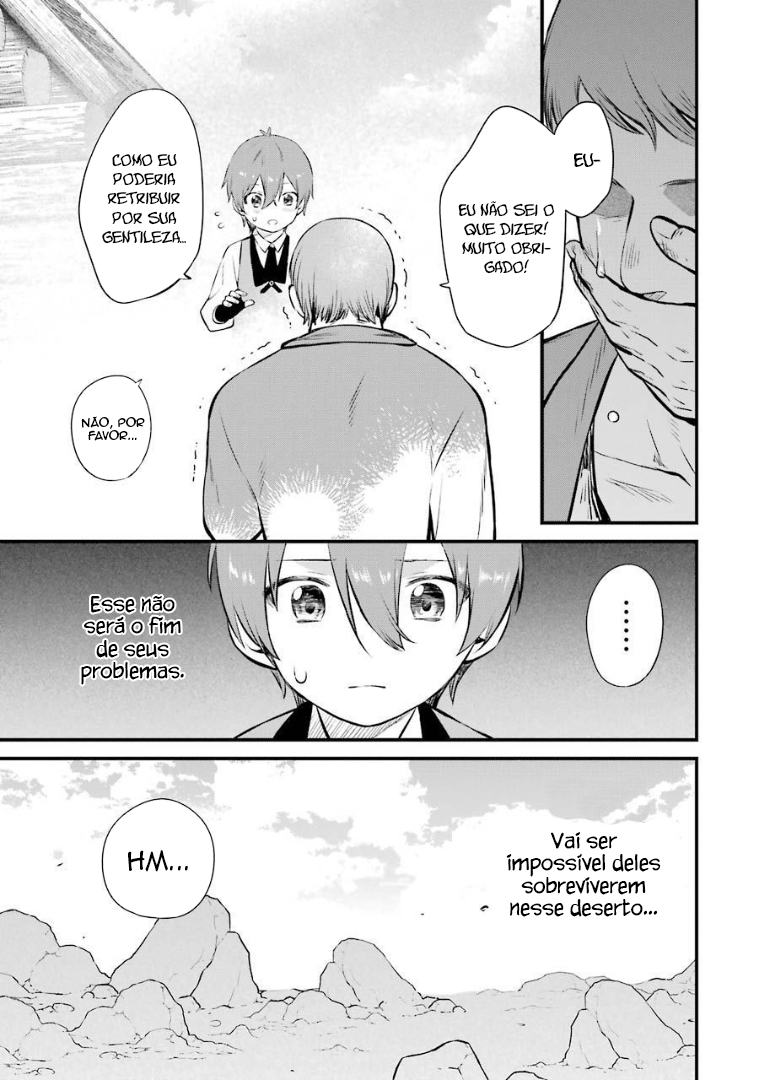 EU-
EU NÃO SEI O
QUE DIZER!
MUITO OBRI-
GADO!
COMO EU
PODERIA
RETRIBUIR
POR SUA
GENTILEZA...
NÃO, POR
FAVOR...
......
Esse não
será o fim
de seus
problemas.
Vai ser
impossível deles
sobreviverem
nesse deserto...
HM...